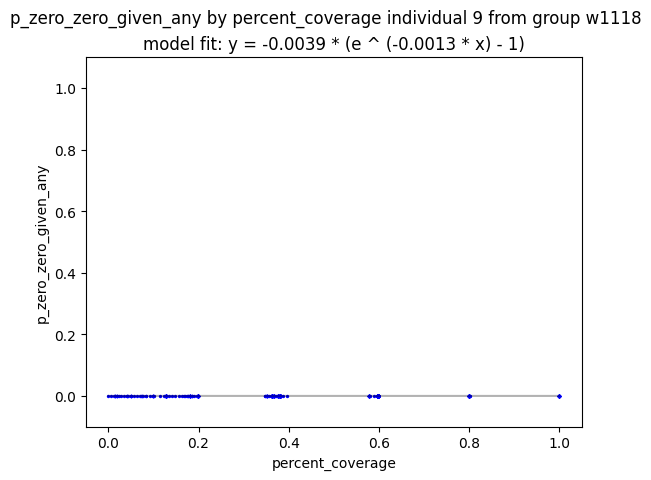 p_zero_zero_given_any by percent_coverage individual 9 from group w1118
model fit: y = -0.0039 * (e ^ (-0.0013 * x) - 1)
1.0
0.8
0.6
0.4
0.2
0.0
p_zero_zero_given_any
0.0 0.2 0.4 0.6 0.8 1.0
percent_coverage